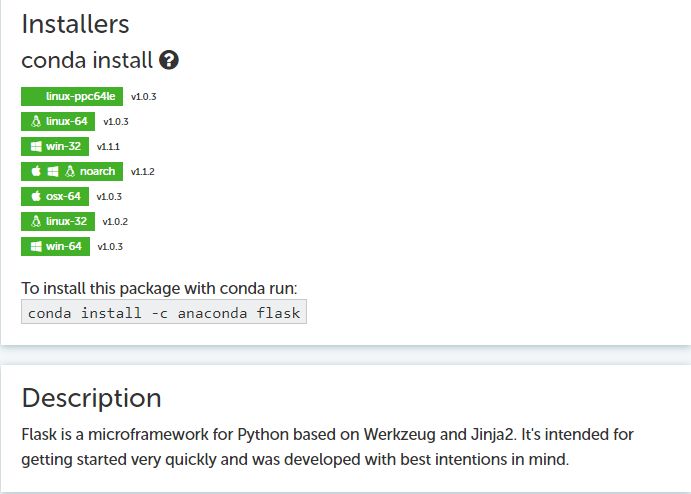 Installers
conda install ?
linux-ppc64le v1.0.3
linux-64 v1.0.3
win-32 v1.1.1
noarch v1.1.2
osx-64 v1.0.3
linux-32 v1.0.2
win-64 v1.0.3
To install this package with conda run:
conda install -c anaconda flask
Description
Flask is a microframework for Python based on Werkzeug and Jinja2. It's intended for
getting started very quickly and was developed with best intentions in mind.